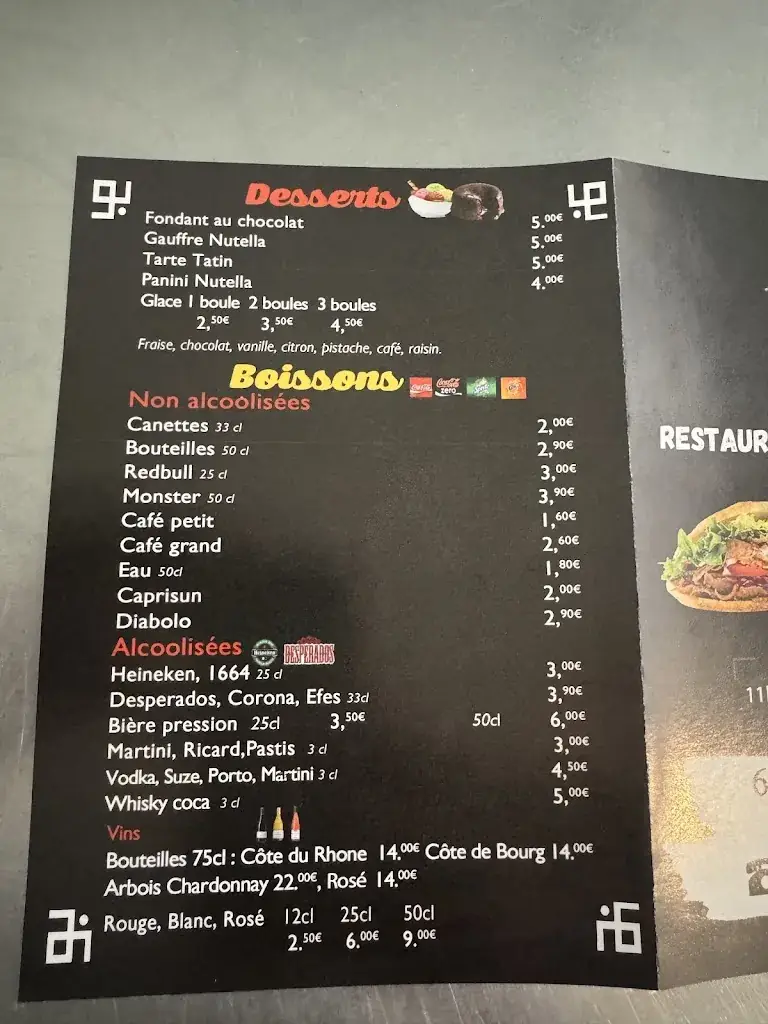 Desserts
Fondant au chocolat 5.00€
Gauffre Nutella 5.00€
Tarte Tatin 5.00€
Panini Nutella 4.00€
Glace 1 boule 2 boules 3 boules
2,50€ 3,50€ 4,50€
Fraise, chocolat, vanille, citron, pistache, café, raisin.
Boissons
Coca-Cola zero Sprite
Non alcoolisées
Canettes 33 cl 2,00€
Bouteilles 50 cl 2,90€
Redbull 25 cl 3,00€
Monster 50 cl 3,90€
Café petit 1,60€
Café grand 2,60€
Eau 50cl 1,80€
Caprisun 2,00€
Diabolo 2,90€
Alcoolisées Heineken DESPERADOS
Heineken, 1664 25 cl 3,00€
Desperados, Corona, Efes 33cl 3,90€
Bière pression 25cl 3,50€ 50cl 6,00€
Martini, Ricard,Pastis 3 cl 3,00€
Vodka, Suze, Porto, Martini 3 cl 4,50€
Whisky coca 3 cl 5,00€
Vins
Bouteilles 75cl : Côte du Rhone 14.00€ Côte de Bourg 14.00€
Arbois Chardonnay 22.00€, Rosé 14.00€
Rouge, Blanc, Rosé 12cl 25cl 50cl
2.50€ 6.00€ 9.00€
RESTAUR
11
6